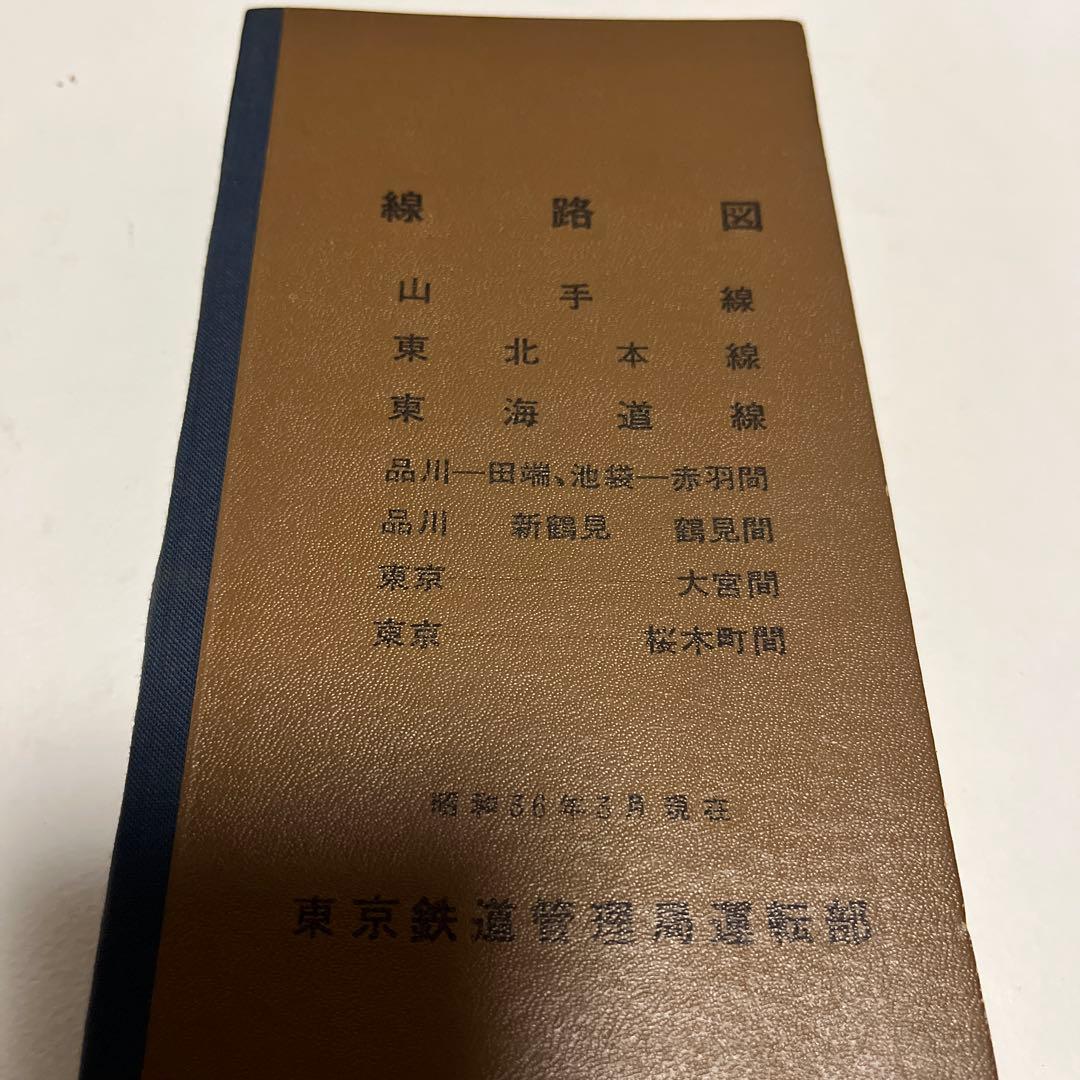 線路図
山手線
東北本線
東海道線
品川―田端、池袋―赤羽間
品川 新鶴見 鶴見間
東京―大宮間
東京―桜木町間
昭和36年3月現在
東京鉄道管理局運転部